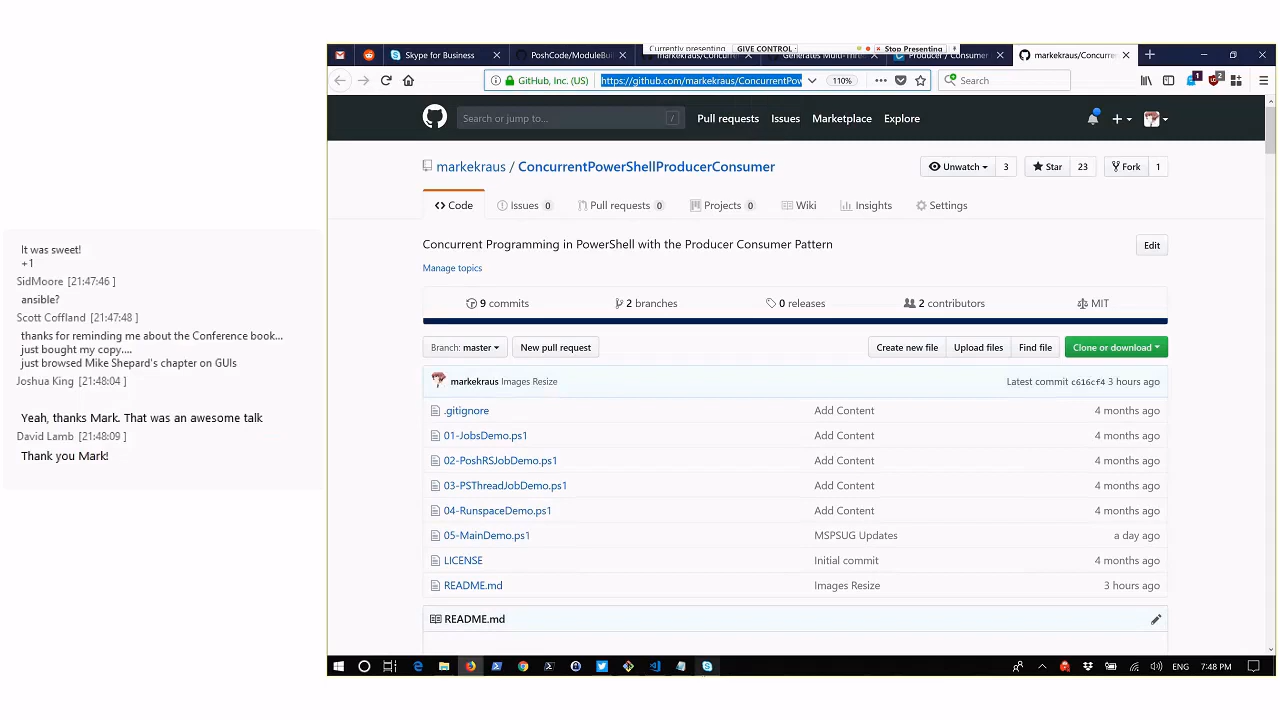 It was sweet!
+1
SidMoore [21:47:46 ]
ansible?
Scott Coffland [21:47:48 ]
thanks for reminding me about the Conference book...
just bought my copy....
just browsed Mike Shepard's chapter on GUIs
Joshua King [21:48:04 ]
Yeah, thanks Mark. That was an awesome talk
David Lamb [21:48:09 ]
Thank you Mark!
Currently presenting GIVE CONTROL Stop Presenting
Skype for Business PoshCode/ModuleBui Producer / Consumer markekraus/Concurren
GitHub, Inc. (US) https://github.com/markekraus/ConcurrentPow 110% Search 1 2
Search or jump to... / Pull requests Issues Marketplace Explore
markekraus / ConcurrentPowerShellProducerConsumer Unwatch 3 Star 23 Fork 1
<> Code Issues 0 Pull requests 0 Projects 0 Wiki Insights Settings
Concurrent Programming in PowerShell with the Producer Consumer Pattern Edit
Manage topics
9 commits 2 branches 0 releases 2 contributors MIT
Branch: master New pull request Create new file Upload files Find file Clone or download
markekraus Images Resize Latest commit c616cf4 3 hours ago
.gitignore Add Content 4 months ago
01-JobsDemo.ps1 Add Content 4 months ago
02-PoshRSJobDemo.ps1 Add Content 4 months ago
03-PSThreadJobDemo.ps1 Add Content 4 months ago
04-RunspaceDemo.ps1 Add Content 4 months ago
05-MainDemo.ps1 MSPSUG Updates a day ago
LICENSE Initial commit 4 months ago
README.md Images Resize 3 hours ago
README.md
ENG 7:48 PM